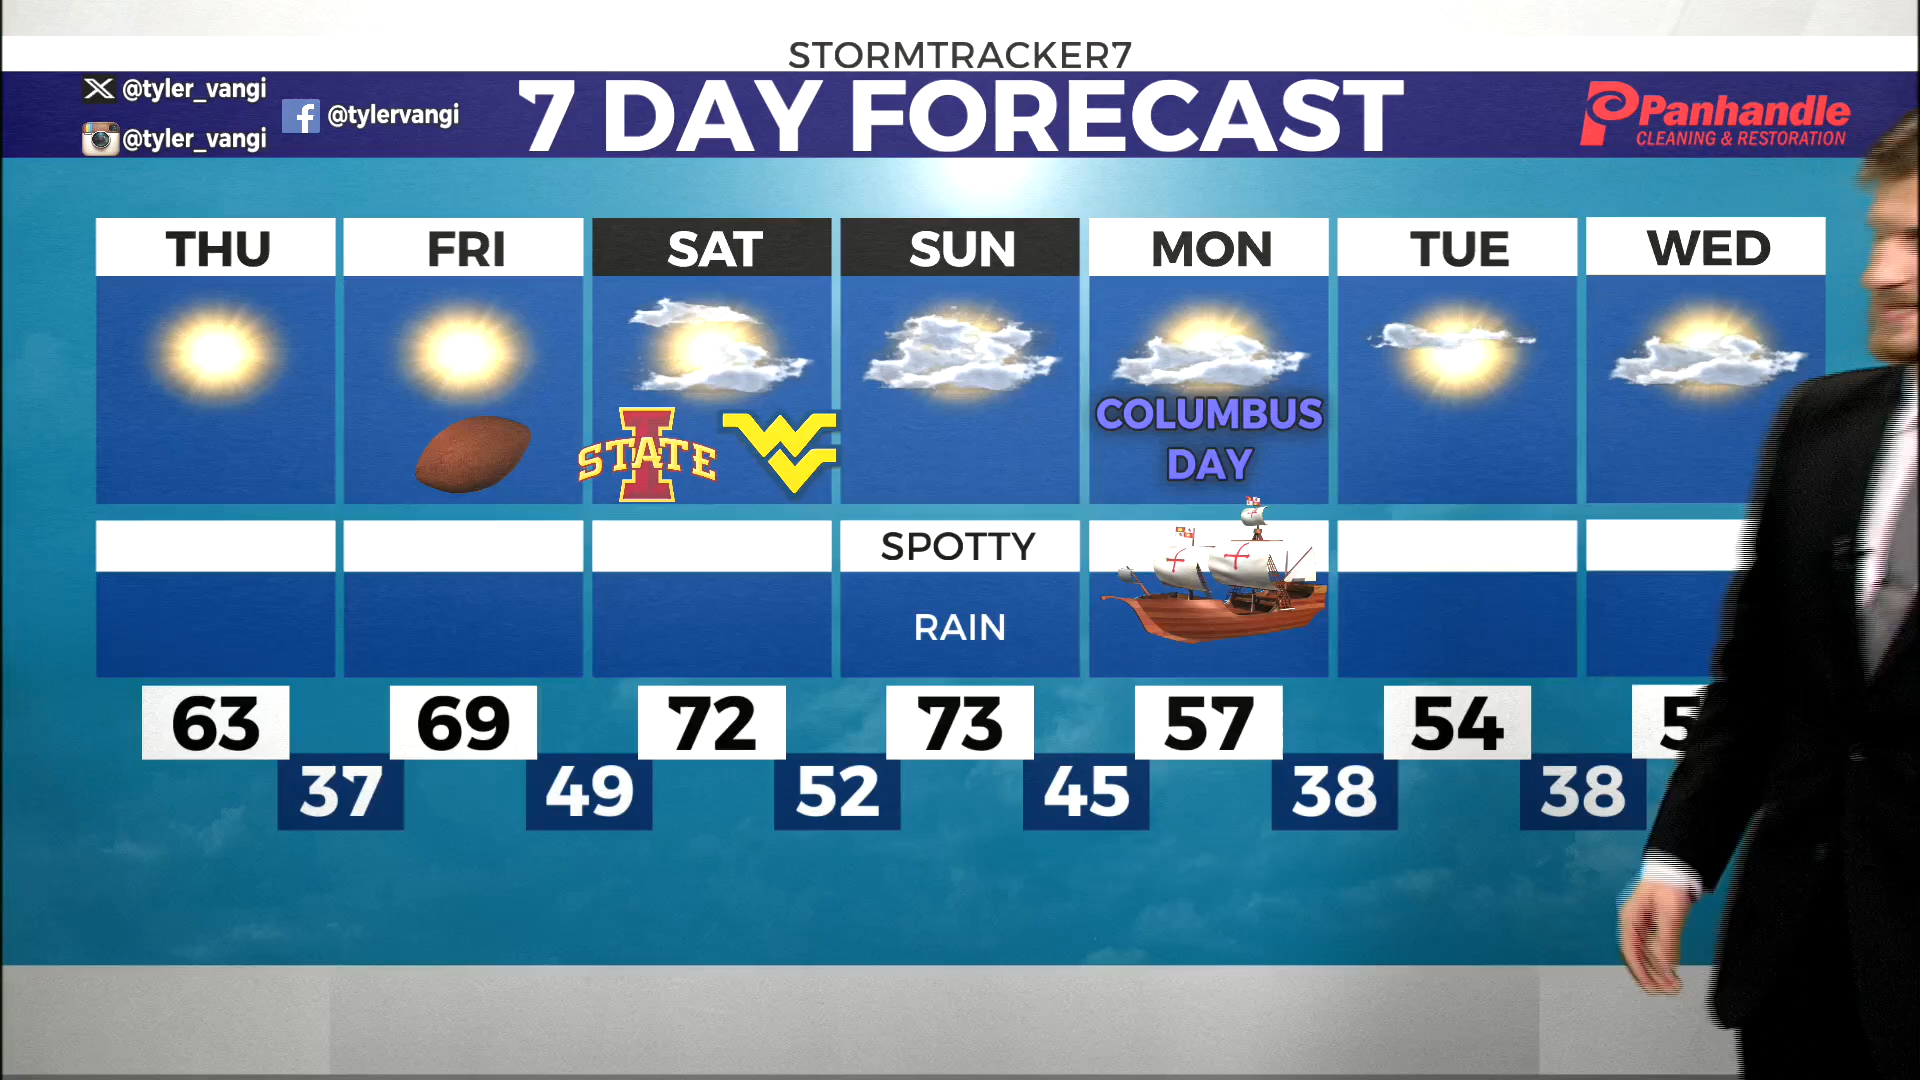 STORMTRACKER7
7 DAY FORECAST
@tyler_vangi
@tylervangi
@tyler_vangi
Panhandle
CLEANING & RESTORATION
THU FRI SAT SUN MON TUE WED
I STATE WV
COLUMBUS
DAY
SPOTTY
RAIN
63 69 72 73 57 54
37 49 52 45 38 38